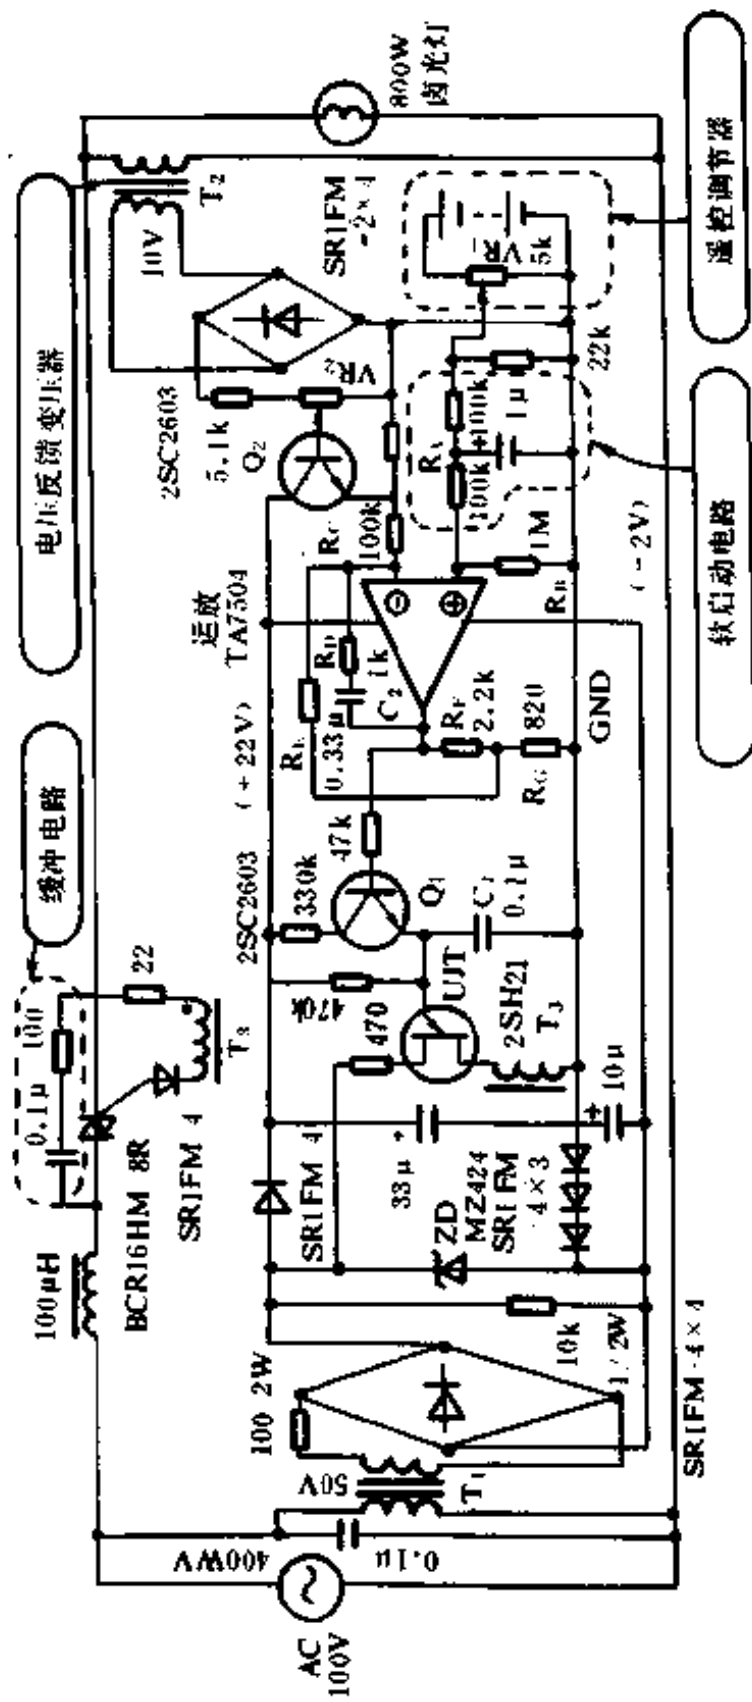 电压反馈变压器
缓冲电路
800W
卤光灯
T₂
10V
SR1FM
-2×4
VR
5k
遥控调节器
22k
软启动电路
2SC2603
5.1k
Q₂
VR₂
R_C
100k
R_A
100k
100k
1μ
1M
R_B
(-2V)
运放
TA7504
R_D
1k
C₂
0.33μ
R_E
R_F
2.2k
820
R_G
GND
(+22V)
47k
2SC2603
330k
Q₁
C₁
0.1μ
470k
UJT
470
2SH21
T₃
10μ
33μ
22
100
0.1μ
T₃
SR1FM 4
BCR16HM 8R
100μH
SR1FM 4
ZD
MZ424
SR1FM
4×3
10k
1/2W
SR1FM-4×4
100 2W
50V
T₁
400WV
0.1μ
AC
100V